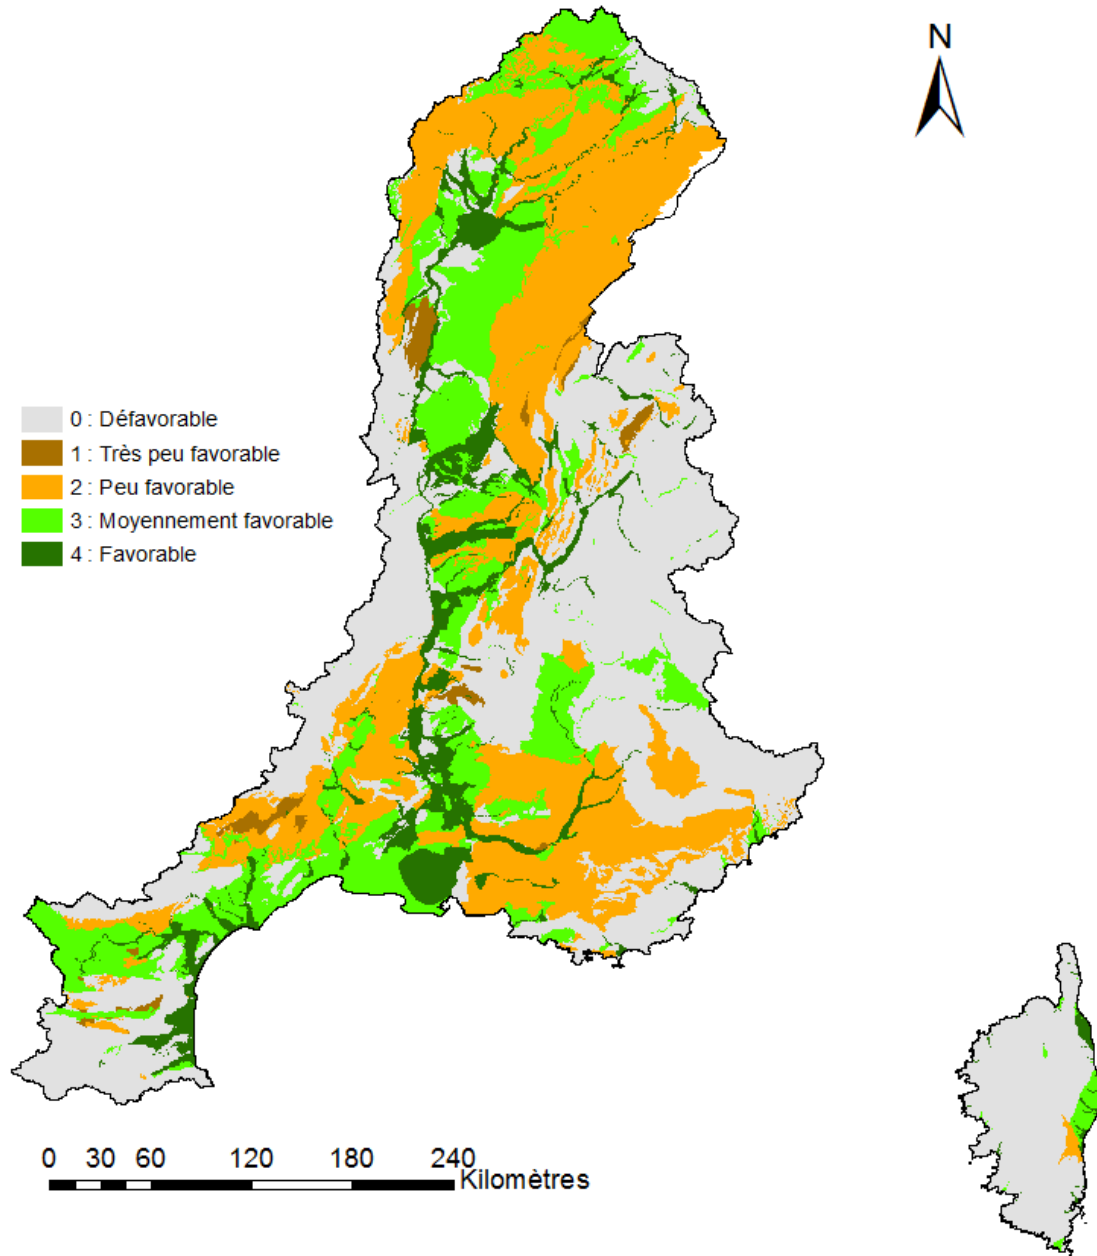 N
0 : Défavorable
1 : Très peu favorable
2 : Peu favorable
3 : Moyennement favorable
4 : Favorable
0 30 60 120 180 240
Kilomètres